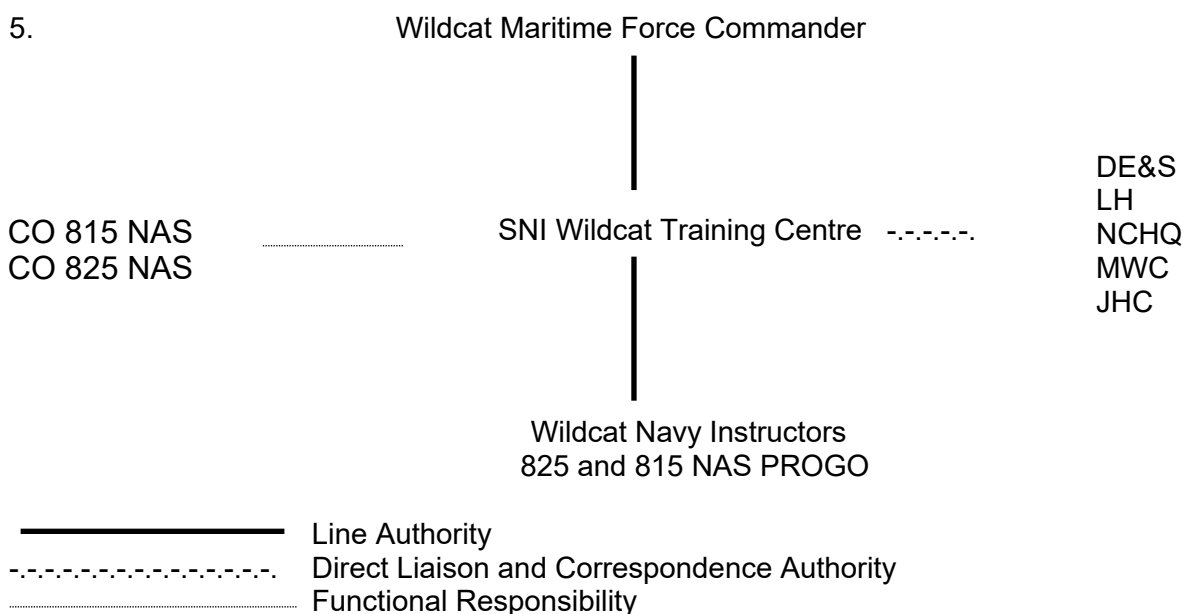 5.
Wildcat Maritime Force Commander
CO 815 NAS
CO 825 NAS
SNI Wildcat Training Centre -.-.-.-.-.
DE&S
LH
NCHQ
MWC
JHC
Wildcat Navy Instructors
825 and 815 NAS PROGO
Line Authority
-.-.-.-.-.-.-.-.-.-.-.-.-.-.-. Direct Liaison and Correspondence Authority
Functional Responsibility